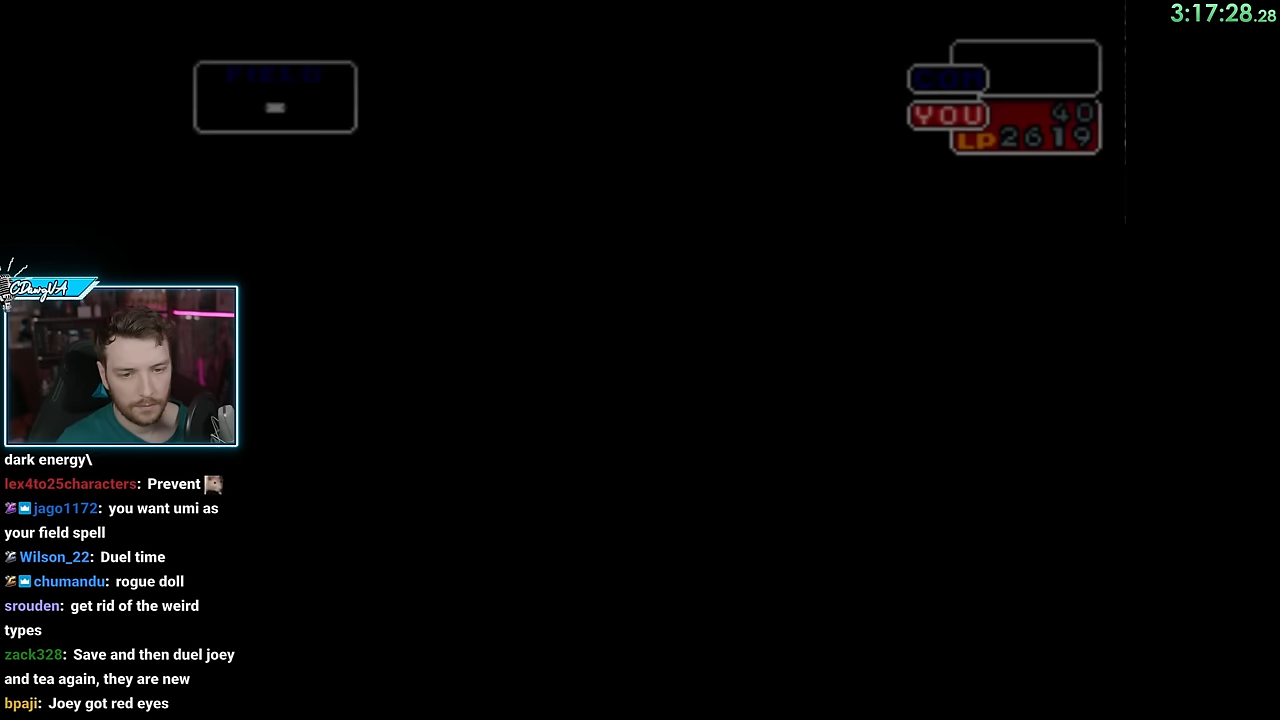 3:17:28.28
FIELD
COM
YOU 40
LP2619
CDawgVA
dark energy\
lex4to25characters: Prevent
jago1172: you want umi as
your field spell
Wilson_22: Duel time
chumandu: rogue doll
srouden: get rid of the weird
types
zack328: Save and then duel joey
and tea again, they are new
bpaji: Joey got red eyes